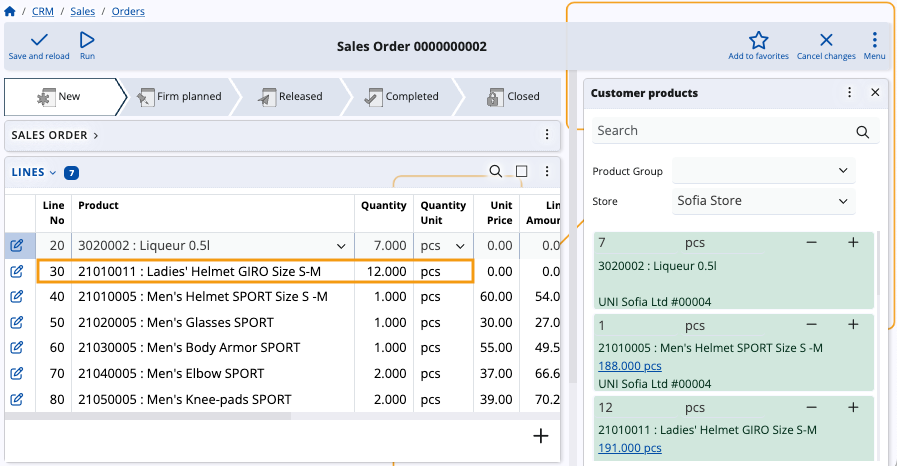 / CRM / Sales / Orders
Save and reload
Run
Sales Order 0000000002
Add to favorites
Cancel changes
Menu
New
Firm planned
Released
Completed
Closed
SALES ORDER >
LINES 7
Line No Product Quantity Quantity Unit Unit Price
20 3020002 : Liqueur 0.5l 7.000 pcs 0.00 0.0
30 21010011 : Ladies' Helmet GIRO Size S-M 12.000 pcs 0.00 0.0
40 21010005 : Men's Helmet SPORT Size S -M 1.000 pcs 60.00 54.0
50 21020005 : Men's Glasses SPORT 1.000 pcs 30.00 27.0
60 21030005 : Men's Body Armor SPORT 1.000 pcs 55.00 49.5
70 21040005 : Men's Elbow SPORT 2.000 pcs 37.00 66.6
80 21050005 : Men's Knee-pads SPORT 2.000 pcs 39.00 70.2
Customer products
Search
Product Group
Store Sofia Store
7 pcs
3020002 : Liqueur 0.5l
UNI Sofia Ltd #00004
1 pcs
21010005 : Men's Helmet SPORT Size S -M
188.000 pcs
UNI Sofia Ltd #00004
12 pcs
21010011 : Ladies' Helmet GIRO Size S-M
191.000 pcs